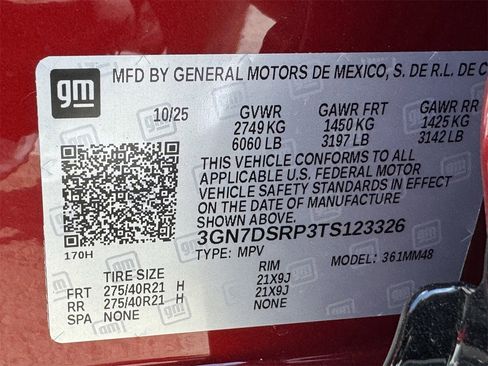 gm
MFD BY GENERAL MOTORS DE MEXICO, S. DE R.L. DE C
10/25 GVWR GAWR FRT GAWR RR
2749 KG 1450 KG 1425 KG
6060 LB 3197 LB 3142 LB
THIS VEHICLE CONFORMS TO ALL
APPLICABLE U.S. FEDERAL MOTOR
VEHICLE SAFETY STANDARDS IN EFFECT
ON THE DATE OF MANUFACTURE
SHOWN ABOVE.
3GN7DSRP3TS123326
170H
TYPE: MPV MODEL: 361MM48
TIRE SIZE RIM
FRT 275/40R21 H 21X9J
RR 275/40R21 H 21X9J
SPA NONE NONE